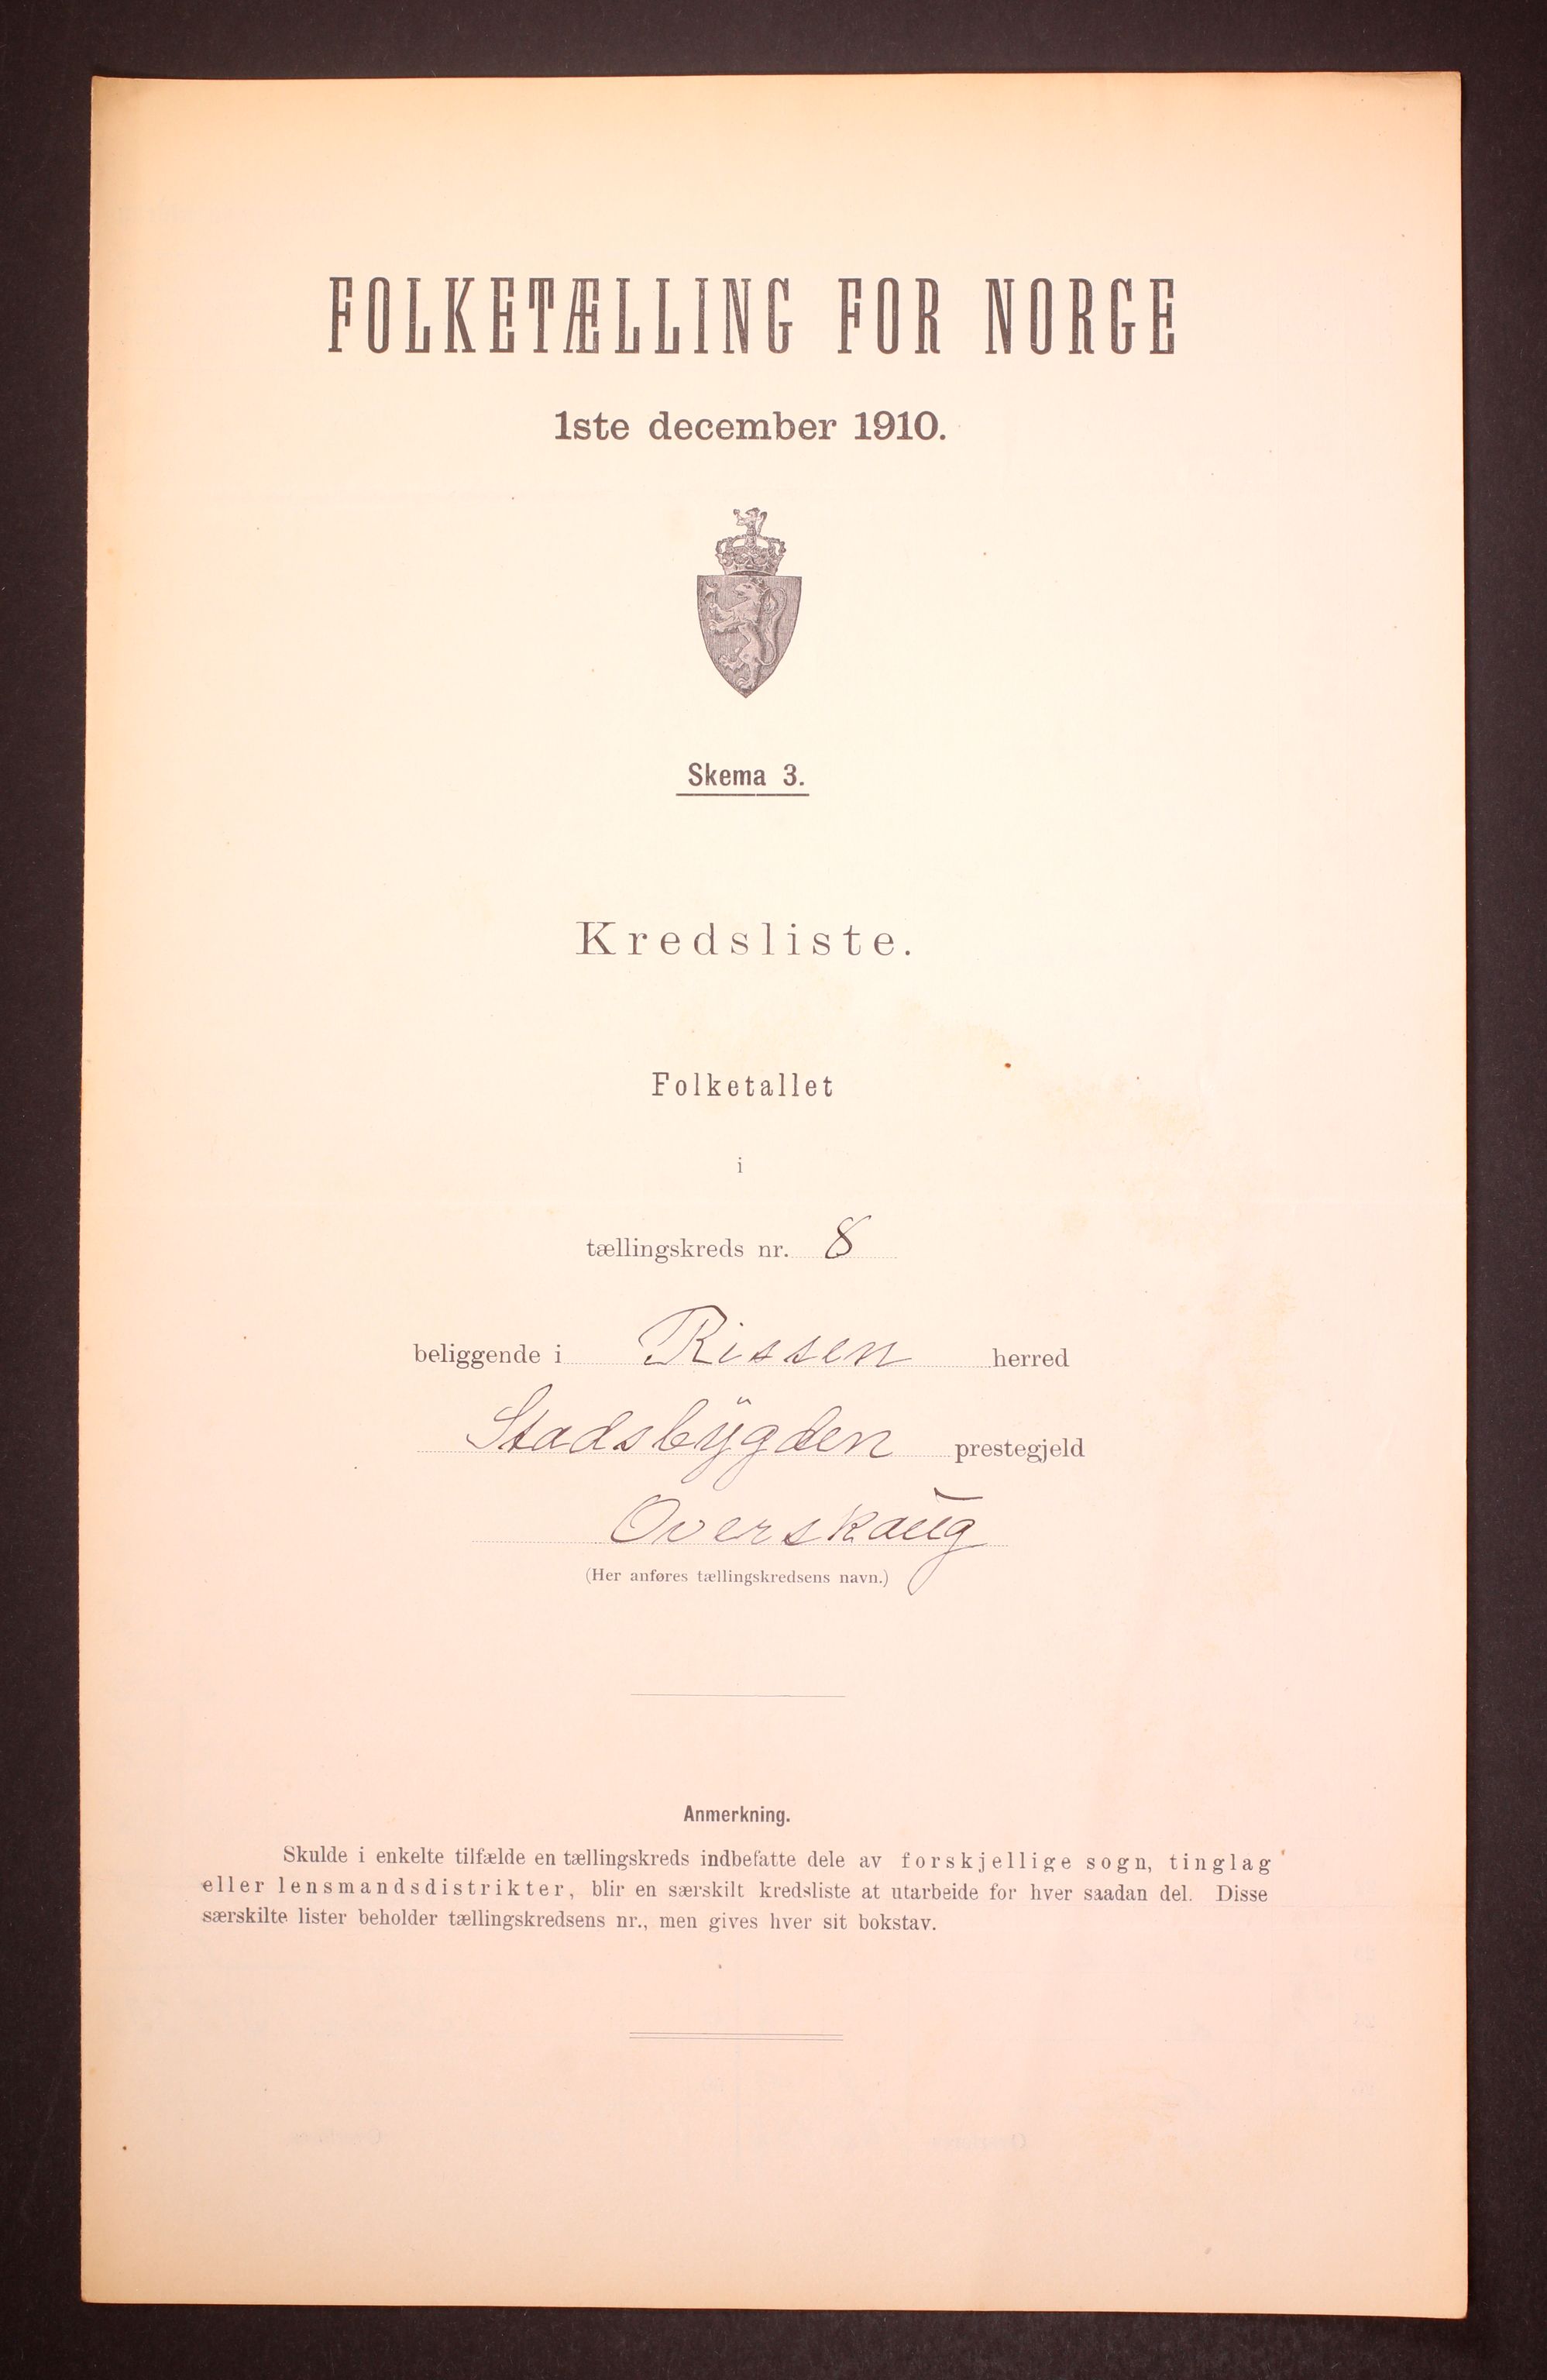 FOLKETÆLLING FOR NORGE
1ste december 1910.
Skema 3.
Kredsliste.
Folketallet
i
tællingskreds nr. 8
beliggende i Rissen herred
Stadsbÿgden prestegjeld
Overskaug
(Her anføres tællingskredsens navn.)
Anmerkning.
Skulde i enkelte tilfælde en tællingskreds indbefatte dele av forskjellige sogn, tinglag
eller lensmandsdistrikter, blir en særskilt kredsliste at utarbeide for hver saadan del. Disse
særskilte lister beholder tællingskredsens nr., men gives hver sit bokstav.